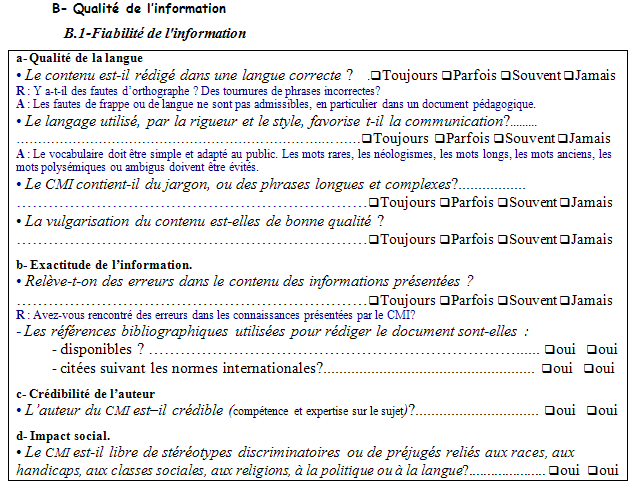 B- Qualité de l'information
B.1-Fiabilité de l'information
a- Qualité de la langue
• Le contenu est-il rédigé dans une langue correcte ? .❑Toujours ❑Parfois ❑Souvent ❑Jamais
R : Y a-t-il des fautes d'orthographe ? Des tournures de phrases incorrectes?
A : Les fautes de frappe ou de langue ne sont pas admissibles, en particulier dans un document pédagogique.
• Le langage utilisé, par la rigueur et le style, favorise t-il la communication?.........
……………………………………………………………❑Toujours ❑Parfois ❑Souvent ❑Jamais
A : Le vocabulaire doit être simple et adapté au public. Les mots rares, les néologismes, les mots longs, les mots anciens, les
mots polysémiques ou ambigus doivent être évités.
• Le CMI contient-il du jargon, ou des phrases longues et complexes?.................
……………………………………………………………❑Toujours ❑Parfois ❑Souvent ❑Jamais
• La vulgarisation du contenu est-elles de bonne qualité ?
……………………………………………………………❑Toujours ❑Parfois ❑Souvent ❑Jamais
b- Exactitude de l'information.
• Relève-t-on des erreurs dans le contenu des informations présentées ?
……………………………………………………………❑Toujours ❑Parfois ❑Souvent ❑Jamais
R : Avez-vous rencontré des erreurs dans les connaissances présentées par le CMI?
- Les références bibliographiques utilisées pour rédiger le document sont-elles :
- disponibles ? ……………………………………………………………... ❑oui ❑oui
- citées suivant les normes internationales?..................................................... ❑oui ❑oui
c- Crédibilité de l'auteur
• L'auteur du CMI est–il crédible (compétence et expertise sur le sujet)?............................... ❑oui ❑oui
d- Impact social.
• Le CMI est-il libre de stéréotypes discriminatoires ou de préjugés reliés aux races, aux
handicaps, aux classes sociales, aux religions, à la politique ou à la langue?....................... ❑oui ❑oui